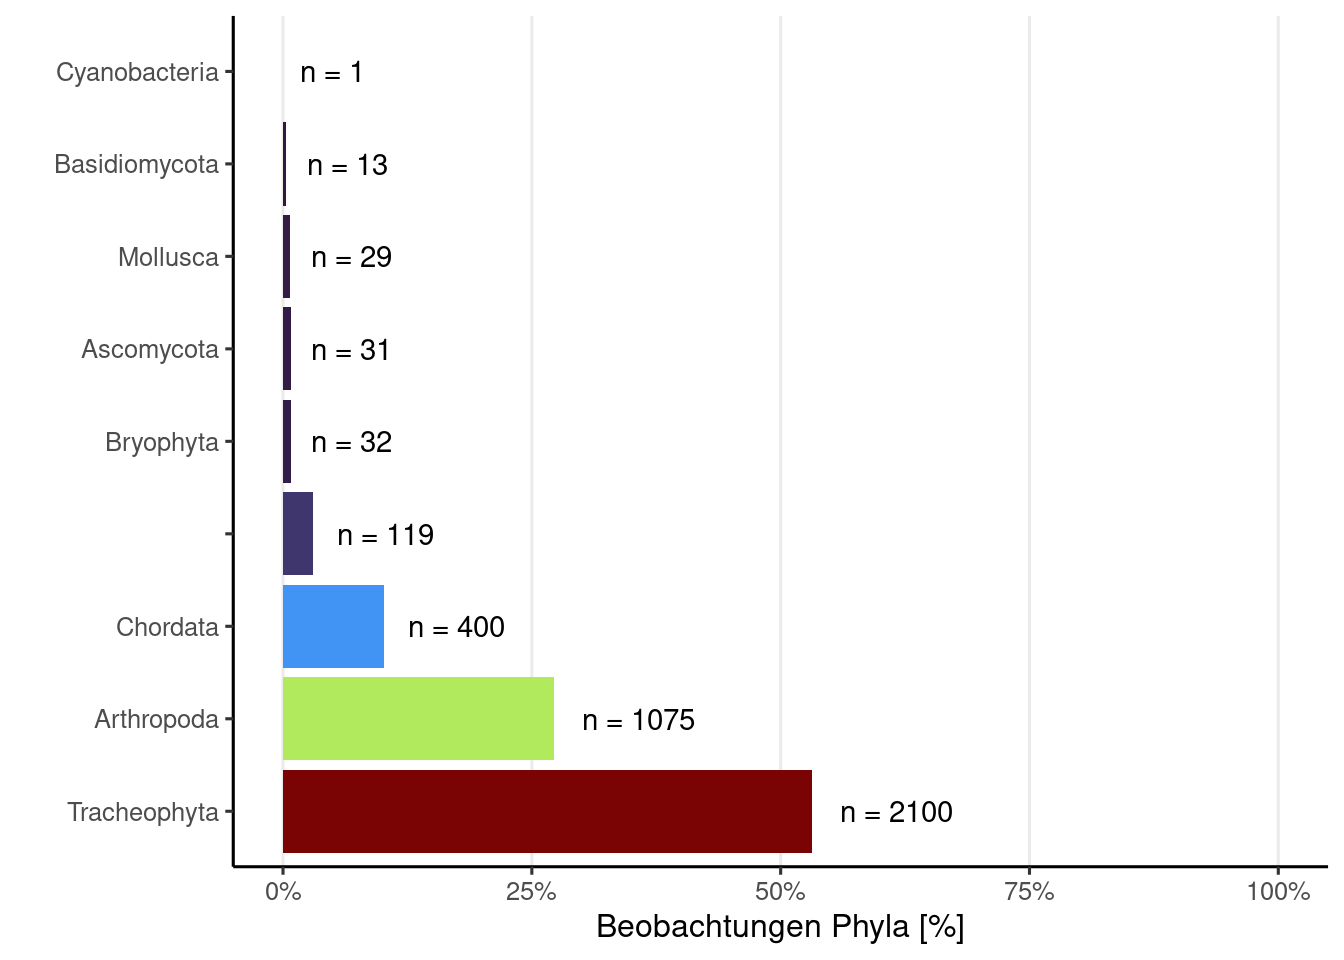 Cyanobacteria n = 1
Basidiomycota n = 13
Mollusca n = 29
Ascomycota n = 31
Bryophyta n = 32
n = 119
Chordata n = 400
Arthropoda n = 1075
Tracheophyta n = 2100
0% 25% 50% 75% 100%
Beobachtungen Phyla [%]